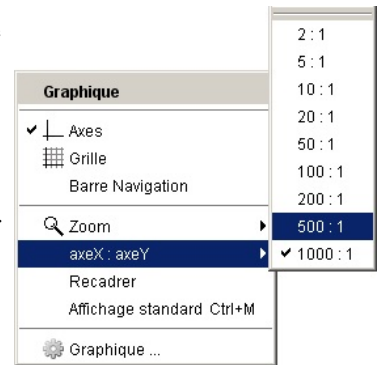 Graphique
Axes
Grille
Barre Navigation
Zoom
axeX : axeY
Recadrer
Affichage standard Ctrl+M
Graphique ...
2 : 1
5 : 1
10 : 1
20 : 1
50 : 1
100 : 1
200 : 1
500 : 1
1000 : 1